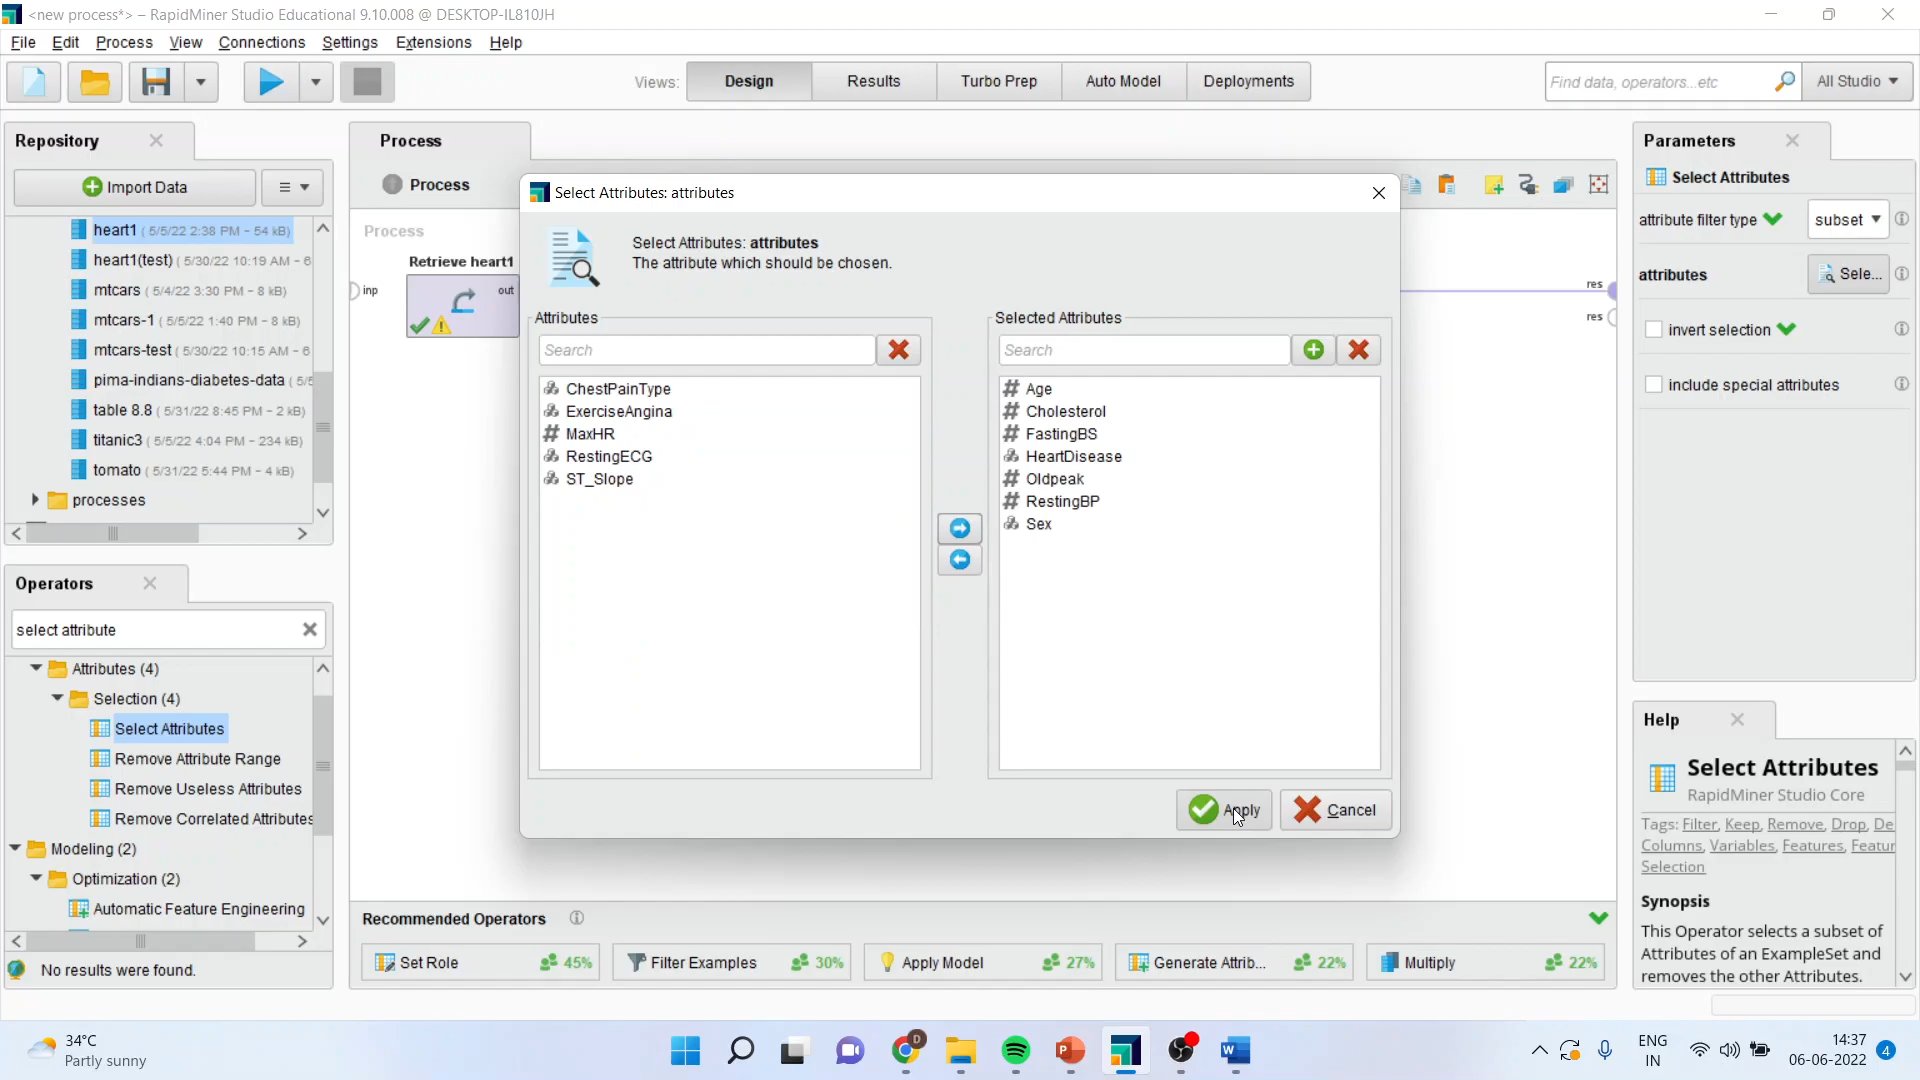 <new process*> – RapidMiner Studio Educational 9.10.008 @ DESKTOP-IL810JH
File Edit Process View Connections Settings Extensions Help
Views: Design Results Turbo Prep Auto Model Deployments
Find data, operators...etc
All Studio
Repository
Import Data
heart1 ( 5/5/22 2:38 PM – 54 kB)
heart1(test) ( 5/30/22 10:19 AM – 6
mtcars ( 5/4/22 3:30 PM – 8 kB)
mtcars-1 ( 5/5/22 1:40 PM – 8 kB)
mtcars-test ( 5/30/22 10:15 AM – 6
pima-indians-diabetes-data ( 5/5
table 8.8 ( 5/31/22 8:45 PM – 2 kB)
titanic3 ( 5/5/22 4:04 PM – 234 kB)
tomato ( 5/31/22 5:44 PM – 4 kB)
processes
Operators
select attribute
Attributes (4)
Selection (4)
Select Attributes
Remove Attribute Range
Remove Useless Attributes
Remove Correlated Attributes
Modeling (2)
Optimization (2)
Automatic Feature Engineering
No results were found.
Process
Process
Process
Retrieve heart1
inp
out
res
res
Select Attributes: attributes
Select Attributes: attributes
The attribute which should be chosen.
Attributes
Search
ChestPainType
ExerciseAngina
MaxHR
RestingECG
ST_Slope
Selected Attributes
Search
Age
Cholesterol
FastingBS
HeartDisease
Oldpeak
RestingBP
Sex
Apply
Cancel
Recommended Operators
Set Role 45%
Filter Examples 30%
Apply Model 27%
Generate Attrib... 22%
Multiply 22%
Parameters
Select Attributes
attribute filter type subset
attributes Sele...
invert selection
include special attributes
Help
Select Attributes
RapidMiner Studio Core
Tags: Filter, Keep, Remove, Drop, De
Columns, Variables, Features, Featur
Selection
Synopsis
This Operator selects a subset of
Attributes of an ExampleSet and
removes the other Attributes.
34°C
Partly sunny
D
P
W
ENG
IN
14:37
06-06-2022
4